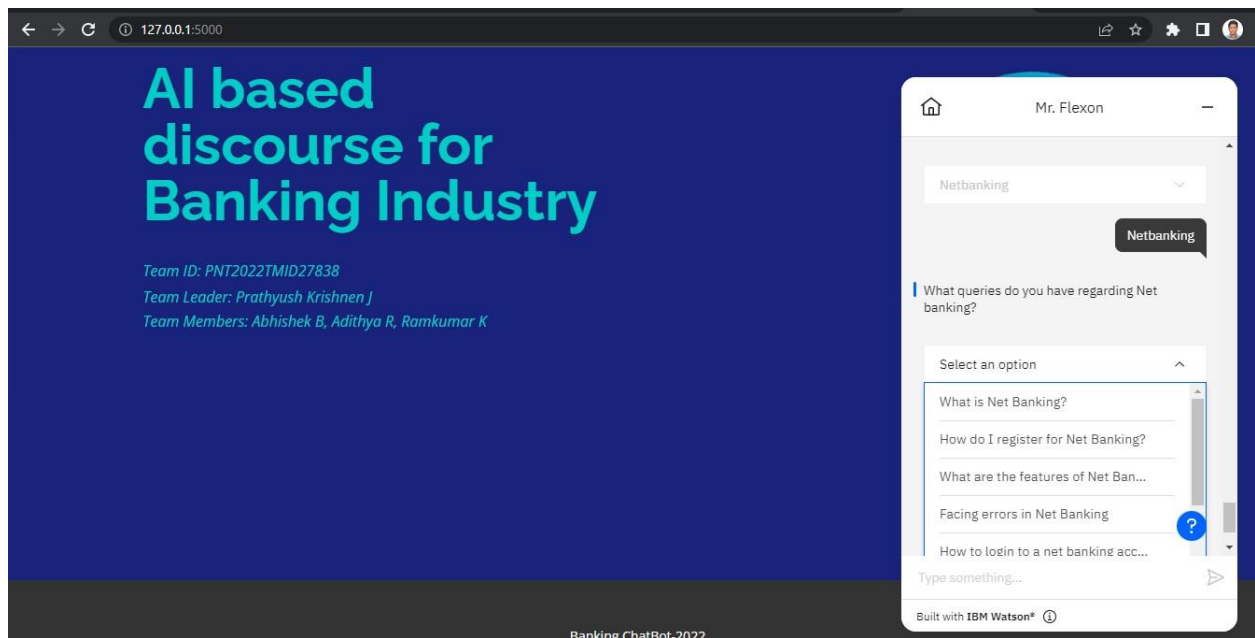 127.0.0.1:5000
AI based
discourse for
Banking Industry
Team ID: PNT2022TMID27838
Team Leader: Prathyush Krishnen J
Team Members: Abhishek B, Adithya R, Ramkumar K
Mr. Flexon
Netbanking
Netbanking
What queries do you have regarding Net
banking?
Select an option
What is Net Banking?
How do I register for Net Banking?
What are the features of Net Ban...
Facing errors in Net Banking
How to login to a net banking acc...
?
Type something...
Built with IBM Watson®
Banking ChatBot-2022